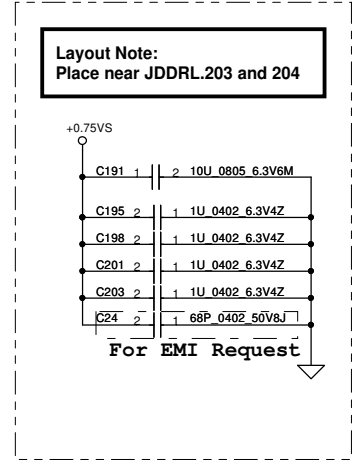 Layout Note:
Place near JDDRL.203 and 204
+0.75VS
C191 1 2 10U_0805_6.3V6M
C195 2 1 1U_0402_6.3V4Z
C198 2 1 1U_0402_6.3V4Z
C201 2 1 1U_0402_6.3V4Z
C203 2 1 1U_0402_6.3V4Z
C24 2 1 68P_0402_50V8J
For EMI Request